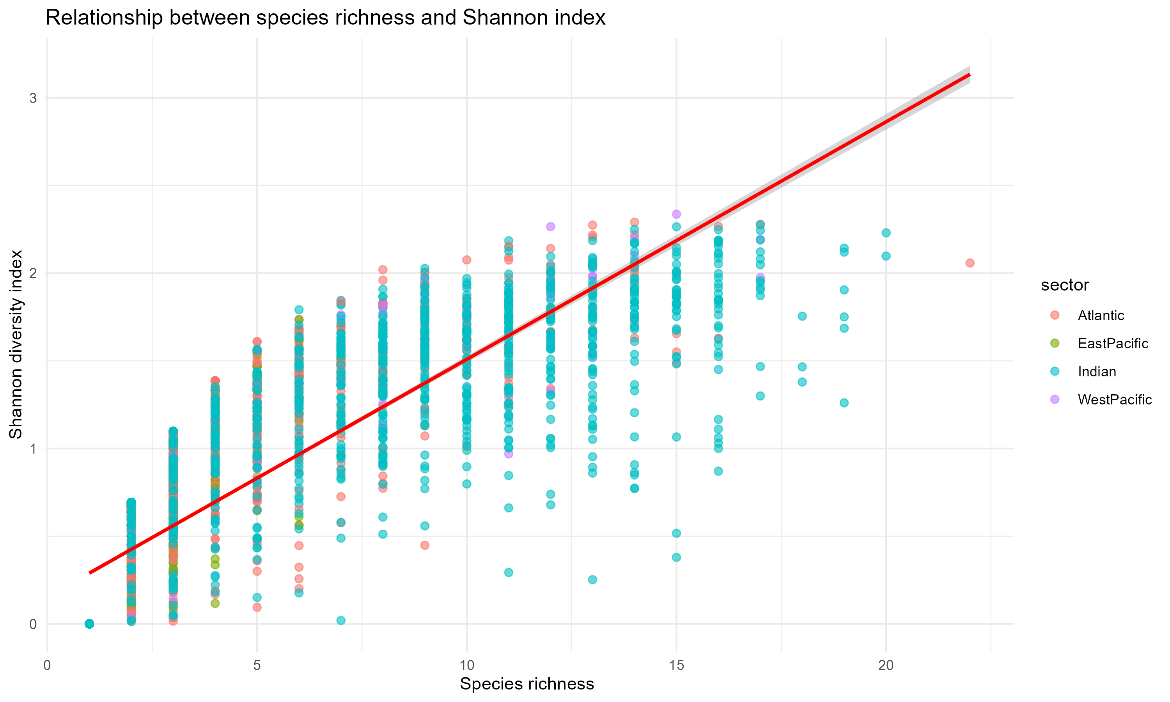 Relationship between species richness and Shannon index
Shannon diversity index
3
2
1
0
0
5
10
15
20
Species richness
sector
Atlantic
EastPacific
Indian
WestPacific